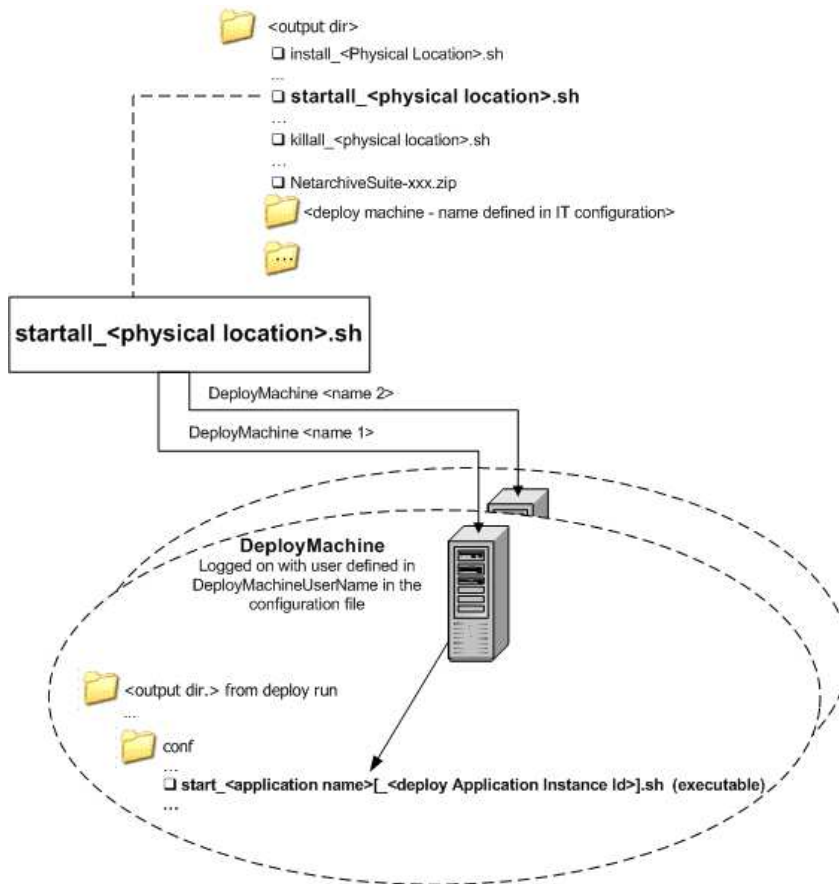 <output dir>
install_<Physical Location>.sh
...
startall_<physical location>.sh
...
killall_<physical location>.sh
...
NetarchiveSuite-xxx.zip
<deploy machine - name defined in IT configuration>
...
startall_<physical location>.sh
DeployMachine <name 2>
DeployMachine <name 1>
DeployMachine
Logged on with user defined in
DeployMachineUserName in the
configuration file
<output dir.> from deploy run
....
conf
...
start_<application name>[_<deploy Application Instance Id>].sh (executable)
...